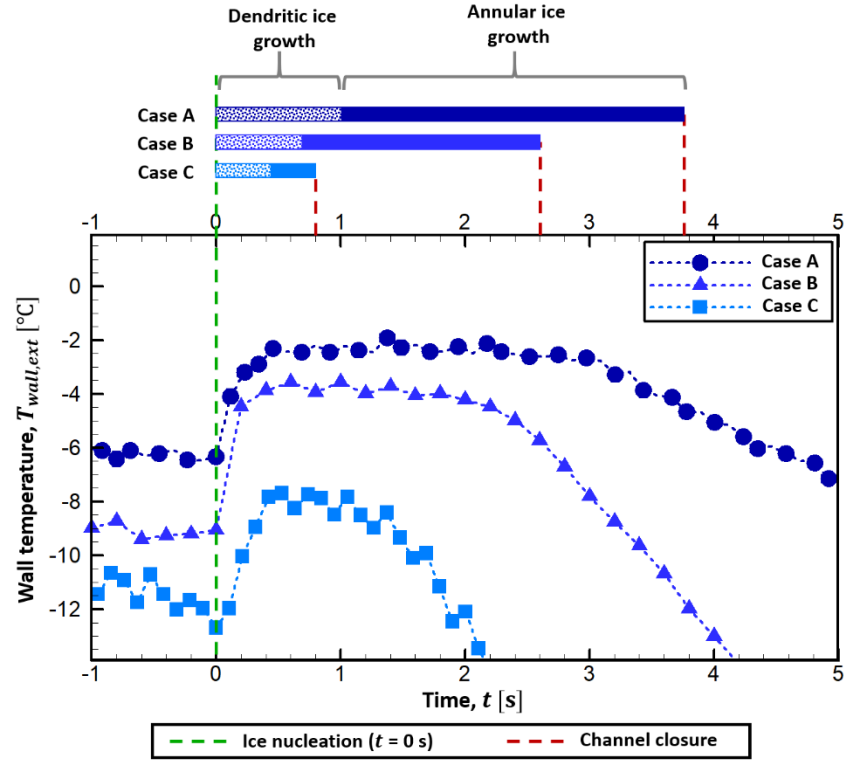 Dendritic ice
growth
Annular ice
growth
Case A
Case B
Case C
-1 0 1 2 3 4 5
Case A
Case B
Case C
0
-2
-4
-6
-8
-10
-12
Wall temperature, T_wall,ext [°C]
-1 0 1 2 3 4 5
Time, t [s]
Ice nucleation (t = 0 s) Channel closure